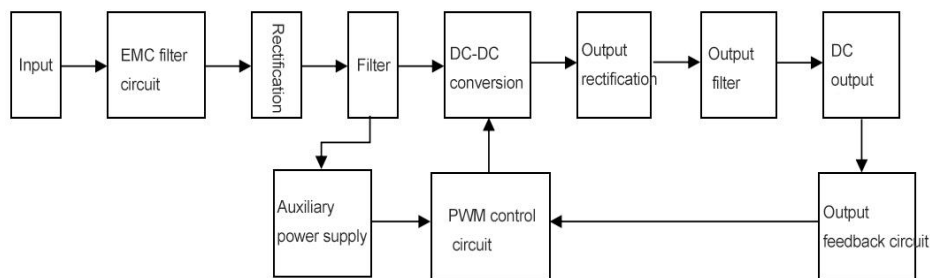 Input
EMC filter
circuit
Rectification
Filter
DC-DC
conversion
Output
rectification
Output
filter
DC
output
Auxiliary
power supply
PWM control
circuit
Output
feedback circuit